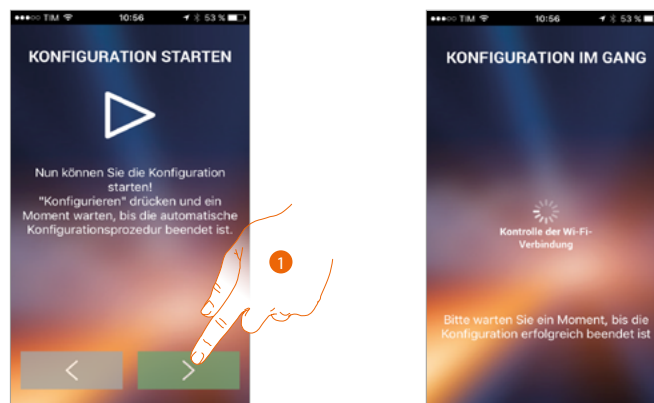 ●●●○○ TIM 10:56 53 %
KONFIGURATION STARTEN
Nun können Sie die Konfiguration
starten!
"Konfigurieren" drücken und ein
Moment warten, bis die automatische
Konfigurationsprozedur beendet ist.
1
●●●○○ TIM 10:56 53 %
KONFIGURATION IM GANG
Kontrolle der Wi-Fi-
Verbindung
Bitte warten Sie ein Moment, bis die
Konfiguration erfolgreich beendet ist